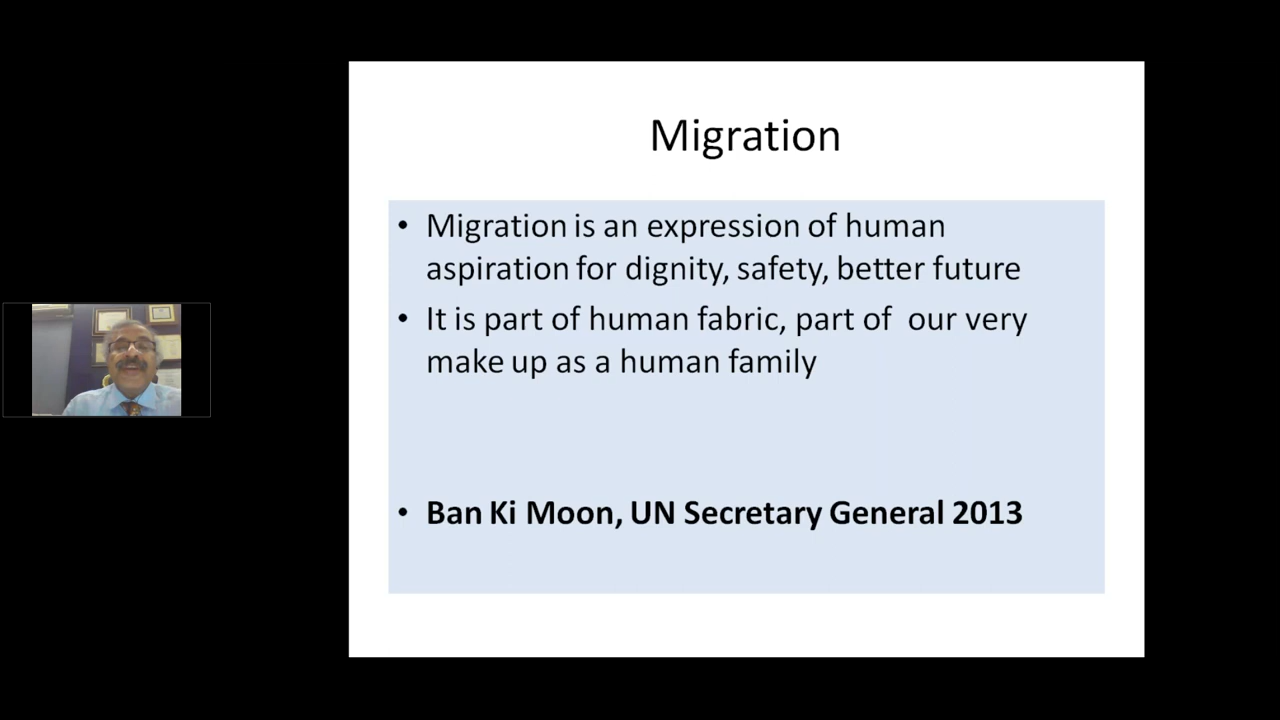 Migration
• Migration is an expression of human
aspiration for dignity, safety, better future
• It is part of human fabric, part of our very
make up as a human family
• Ban Ki Moon, UN Secretary General 2013